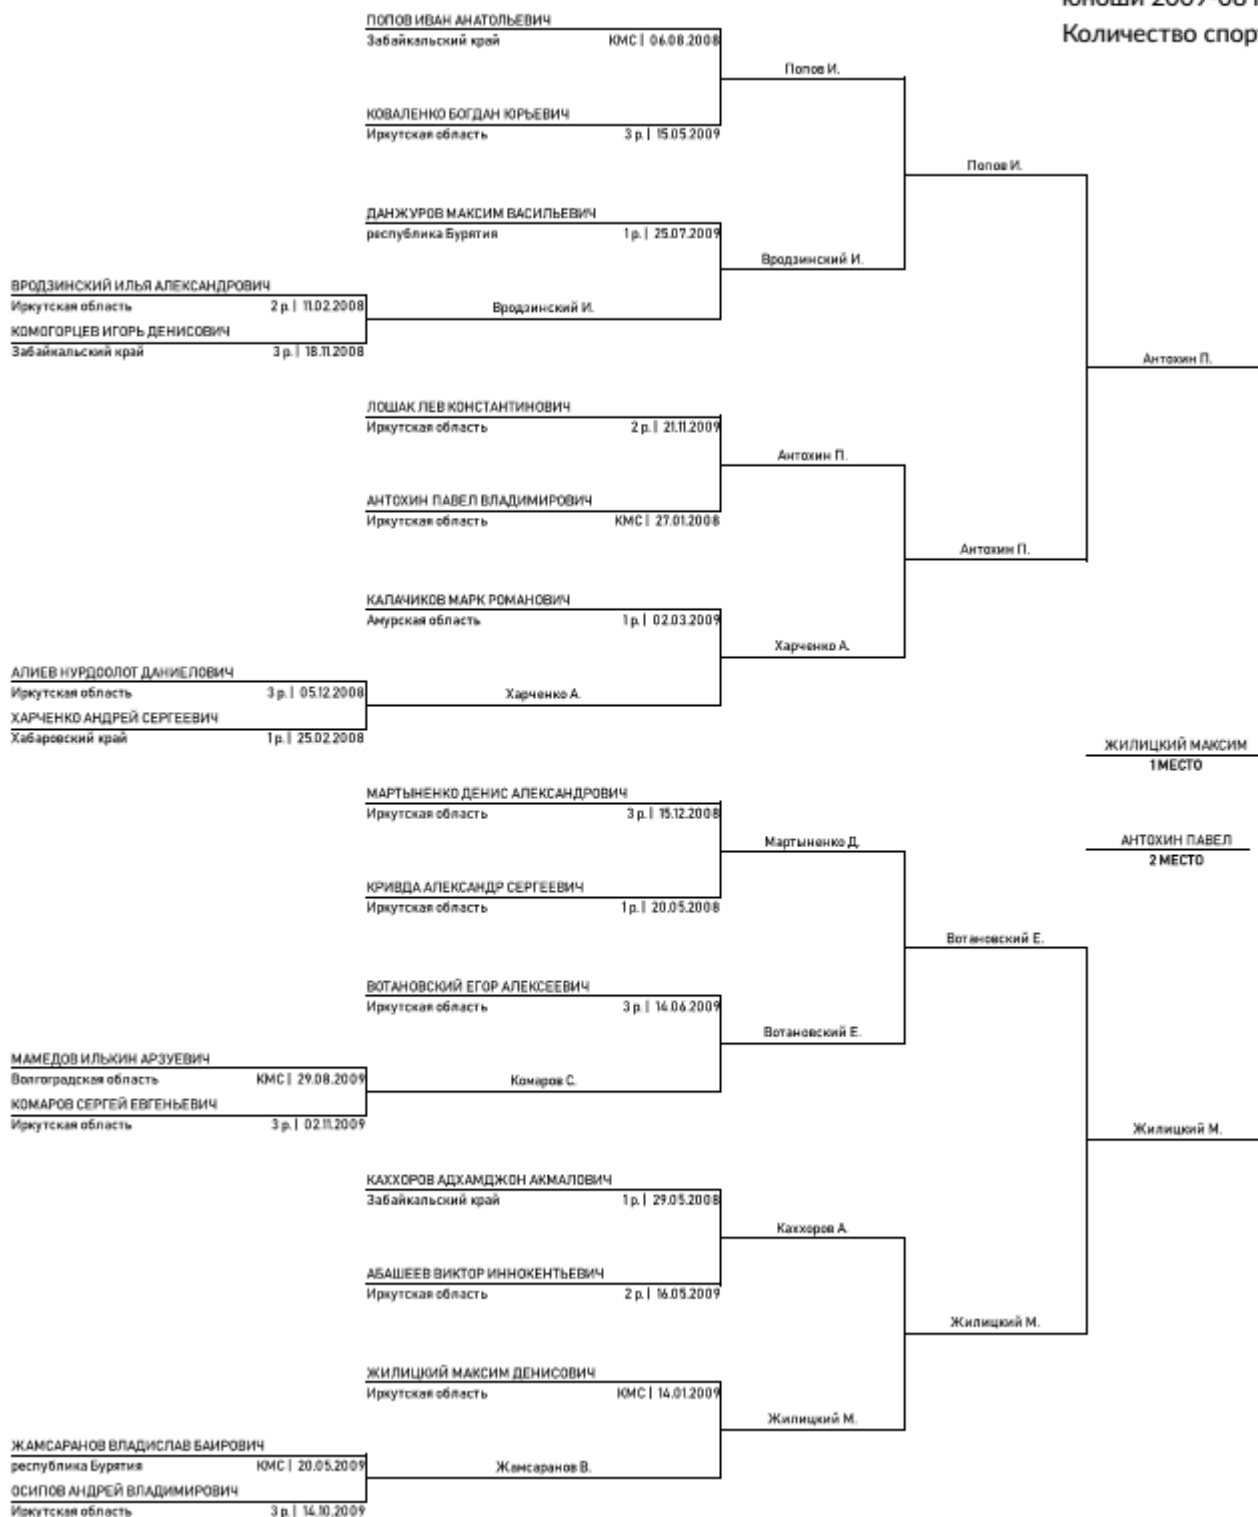 Количество спор
ПОПОВ ИВАН АНАТОЛЬЕВИЧ
Забайкальский край КМС | 06.08.2008
Попов И.
КОВАЛЕНКО БОГДАН ЮРЬЕВИЧ
Иркутская область 3 р. | 15.05.2009
Попов И.
ДАНЖУРОВ МАКСИМ ВАСИЛЬЕВИЧ
республика Бурятия 1 р. | 25.07.2009
Вродзинский И.
ВРОДЗИНСКИЙ ИЛЬЯ АЛЕКСАНДРОВИЧ
Иркутская область 2 р. | 11.02.2008
Вродзинский И.
КОМОГОРЦЕВ ИГОРЬ ДЕНИСОВИЧ
Забайкальский край 3 р. | 18.11.2008
Антохин П.
ЛОШАК ЛЕВ КОНСТАНТИНОВИЧ
Иркутская область 2 р. | 21.11.2009
Антохин П.
АНТОХИН ПАВЕЛ ВЛАДИМИРОВИЧ
Иркутская область КМС | 27.01.2008
Антохин П.
КАЛАЧИКОВ МАРК РОМАНОВИЧ
Амурская область 1 р. | 02.03.2009
Харченко А.
АЛИЕВ НУРДООЛОТ ДАНИЕЛОВИЧ
Иркутская область 3 р. | 05.12.2008
Харченко А.
ХАРЧЕНКО АНДРЕЙ СЕРГЕЕВИЧ
Хабаровский край 1 р. | 25.02.2008
ЖИЛИЦКИЙ МАКСИМ
1 МЕСТО
МАРТЫНЕНКО ДЕНИС АЛЕКСАНДРОВИЧ
Иркутская область 3 р. | 15.12.2008
Мартыненко Д.
АНТОХИН ПАВЕЛ
2 МЕСТО
КРИВДА АЛЕКСАНДР СЕРГЕЕВИЧ
Иркутская область 1 р. | 20.05.2008
Вотановский Е.
ВОТАНОВСКИЙ ЕГОР АЛЕКСЕЕВИЧ
Иркутская область 3 р. | 14.06.2009
Вотановский Е.
МАМЕДОВ ИЛЬКИН АРЗУЕВИЧ
Волгоградская область КМС | 29.08.2009
Комаров С.
КОМАРОВ СЕРГЕЙ ЕВГЕНЬЕВИЧ
Иркутская область 3 р. | 02.11.2009
Жилицкий М.
КАХХОРОВ АДХАМДЖОН АКМАЛОВИЧ
Забайкальский край 1 р. | 29.05.2008
Каххоров А.
АБАШЕЕВ ВИКТОР ИННОКЕНТЬЕВИЧ
Иркутская область 2 р. | 16.05.2009
Жилицкий М.
ЖИЛИЦКИЙ МАКСИМ ДЕНИСОВИЧ
Иркутская область КМС | 14.01.2009
Жилицкий М.
ЖАМСАРАНОВ ВЛАДИСЛАВ БАИРОВИЧ
республика Бурятия КМС | 20.05.2009
Жамсаранов В.
ОСИПОВ АНДРЕЙ ВЛАДИМИРОВИЧ
Иркутская область 3 р. | 14.10.2009